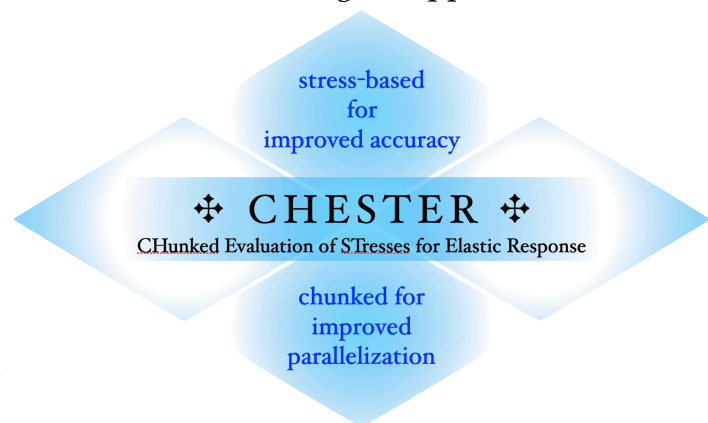 stress-based
for
improved accuracy
✣ CHESTER ✣
CHunked Evaluation of STresses for Elastic Response
chunked for
improved
parallelization